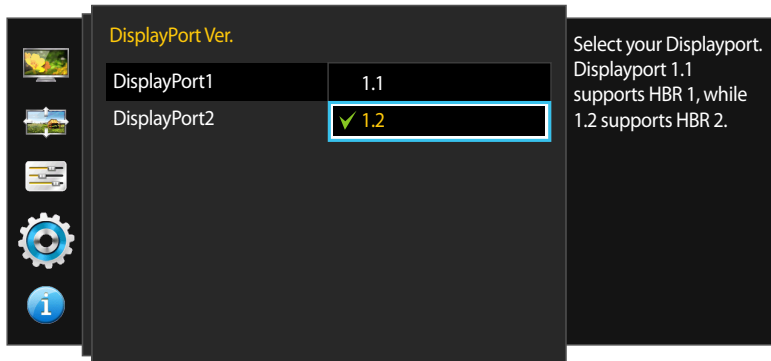 DisplayPort Ver.
DisplayPort1
1.1
DisplayPort2
1.2
Select your Displayport.
Displayport 1.1
supports HBR 1, while
1.2 supports HBR 2.